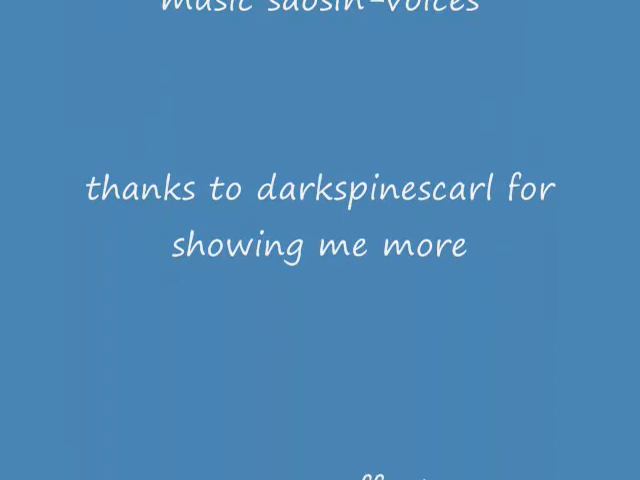 music saosin-voices
thanks to darkspinescarl for
showing me more